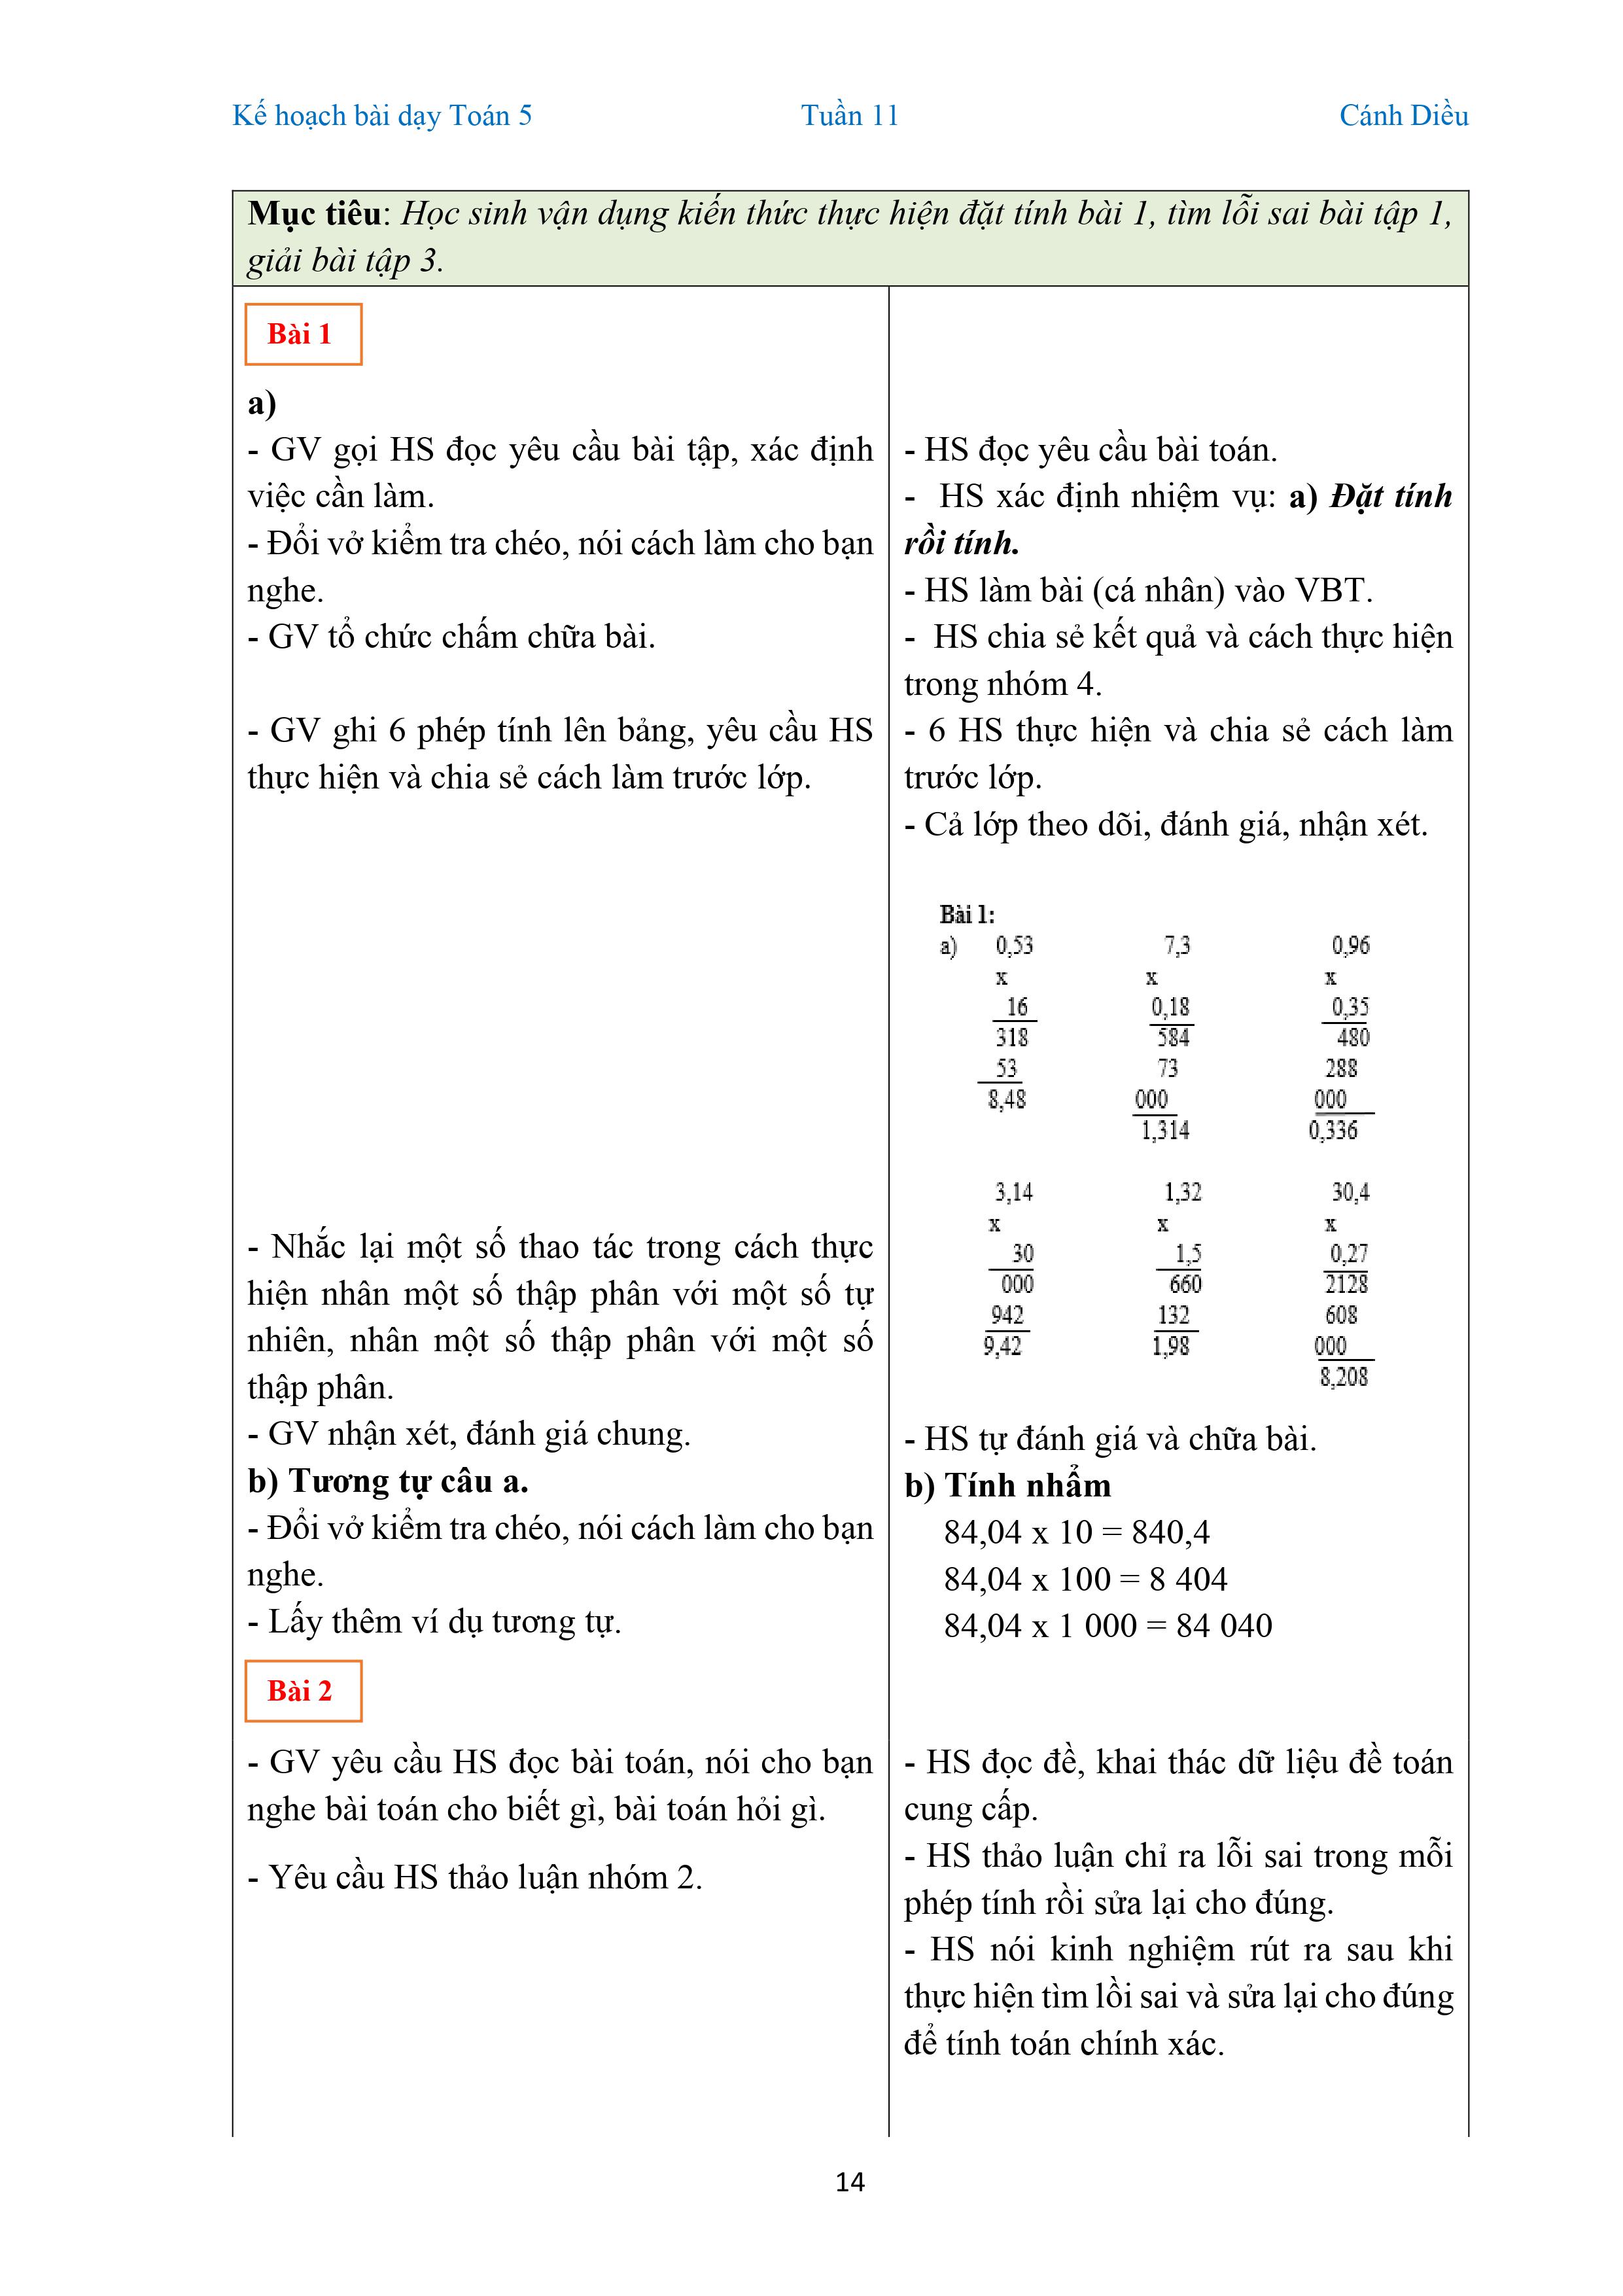 Kế hoạch bài dạy Toán 5 Tuần 11 Cánh Diều
Mục tiêu: Học sinh vận dụng kiến thức thực hiện đặt tính bài 1, tìm lỗi sai bài tập 1,
giải bài tập 3.
Bài 1
a)
- GV gọi HS đọc yêu cầu bài tập, xác định
việc cần làm.
- Đổi vở kiểm tra chéo, nói cách làm cho bạn
nghe.
- GV tổ chức chấm chữa bài.
- GV ghi 6 phép tính lên bảng, yêu cầu HS
thực hiện và chia sẻ cách làm trước lớp.
- Nhắc lại một số thao tác trong cách thực
hiện nhân một số thập phân với một số tự
nhiên, nhân một số thập phân với một số
thập phân.
- GV nhận xét, đánh giá chung.
b) Tương tự câu a.
- Đổi vở kiểm tra chéo, nói cách làm cho bạn
nghe.
- Lấy thêm ví dụ tương tự.
- HS đọc yêu cầu bài toán.
- HS xác định nhiệm vụ: a) Đặt tính
rồi tính.
- HS làm bài (cá nhân) vào VBT.
- HS chia sẻ kết quả và cách thực hiện
trong nhóm 4.
- 6 HS thực hiện và chia sẻ cách làm
trước lớp.
- Cả lớp theo dõi, đánh giá, nhận xét.
Bài 1:
a) 0,53 7,3 0,96
x x x
16 0,18 0,35
318 584 480
53 73 288
8,48 000 000
1,314 0,336
3,14 1,32 30,4
x x x
30 1,5 0,27
000 660 2128
942 132 608
9,42 1,98 000
8,208
- HS tự đánh giá và chữa bài.
b) Tính nhẩm
84,04 x 10 = 840,4
84,04 x 100 = 8 404
84,04 x 1 000 = 84 040
Bài 2
- GV yêu cầu HS đọc bài toán, nói cho bạn
nghe bài toán cho biết gì, bài toán hỏi gì.
- Yêu cầu HS thảo luận nhóm 2.
- HS đọc đề, khai thác dữ liệu đề toán
cung cấp.
- HS thảo luận chỉ ra lỗi sai trong mỗi
phép tính rồi sửa lại cho đúng.
- HS nói kinh nghiệm rút ra sau khi
thực hiện tìm lồi sai và sửa lại cho đúng
để tính toán chính xác.
14